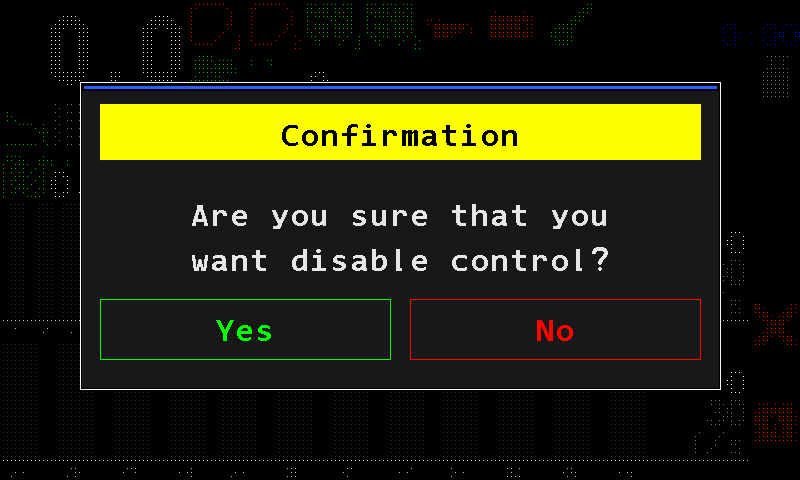 Confirmation
Are you sure that you
want disable control?
Yes
No